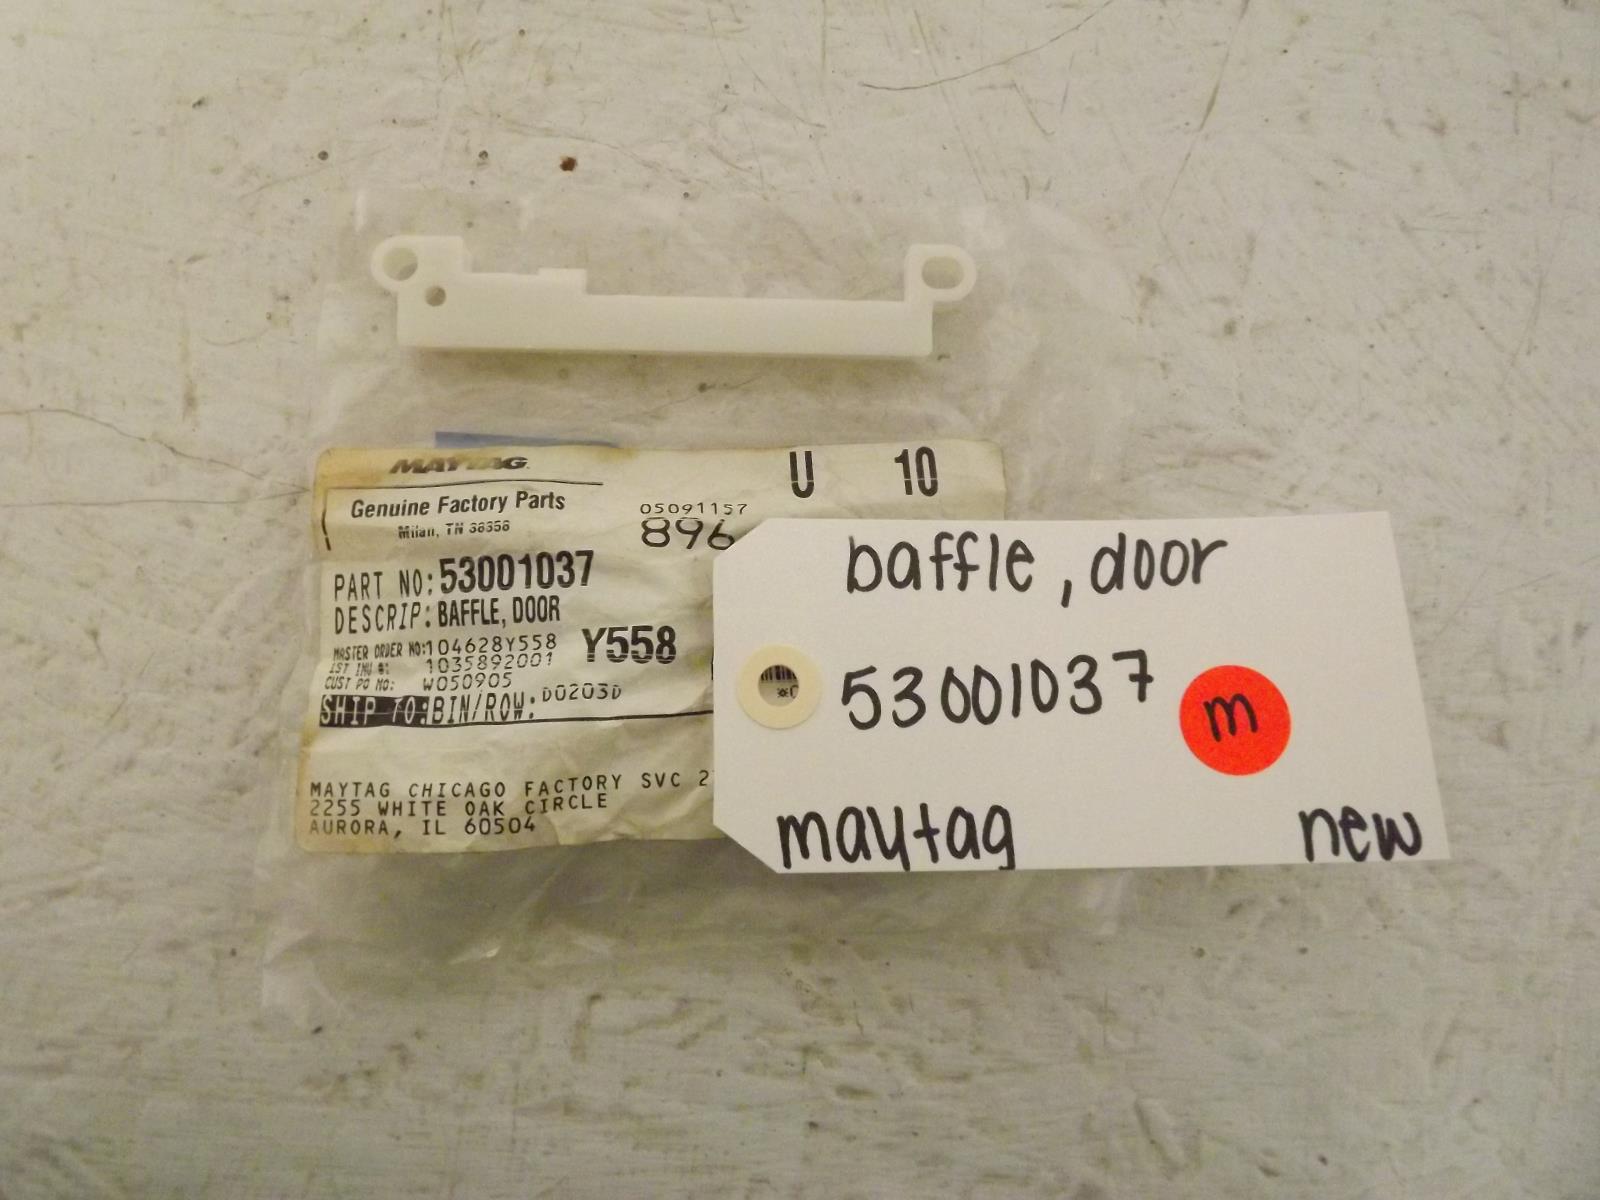 MAYTAG
U 10
Genuine Factory Parts
Milan, TN 38358
05091157
896
PART NO: 53001037
DESCRIP: BAFFLE, DOOR
MASTER ORDER NO: 104628Y558
Y558
1ST INV #: 1035892001
CUST PO NO: W050905
SHIP TO: BIN/ROW: D0203D
MAYTAG CHICAGO FACTORY SVC
2255 WHITE OAK CIRCLE
AURORA, IL 60504
baffle, door
53001037
m
maytag new